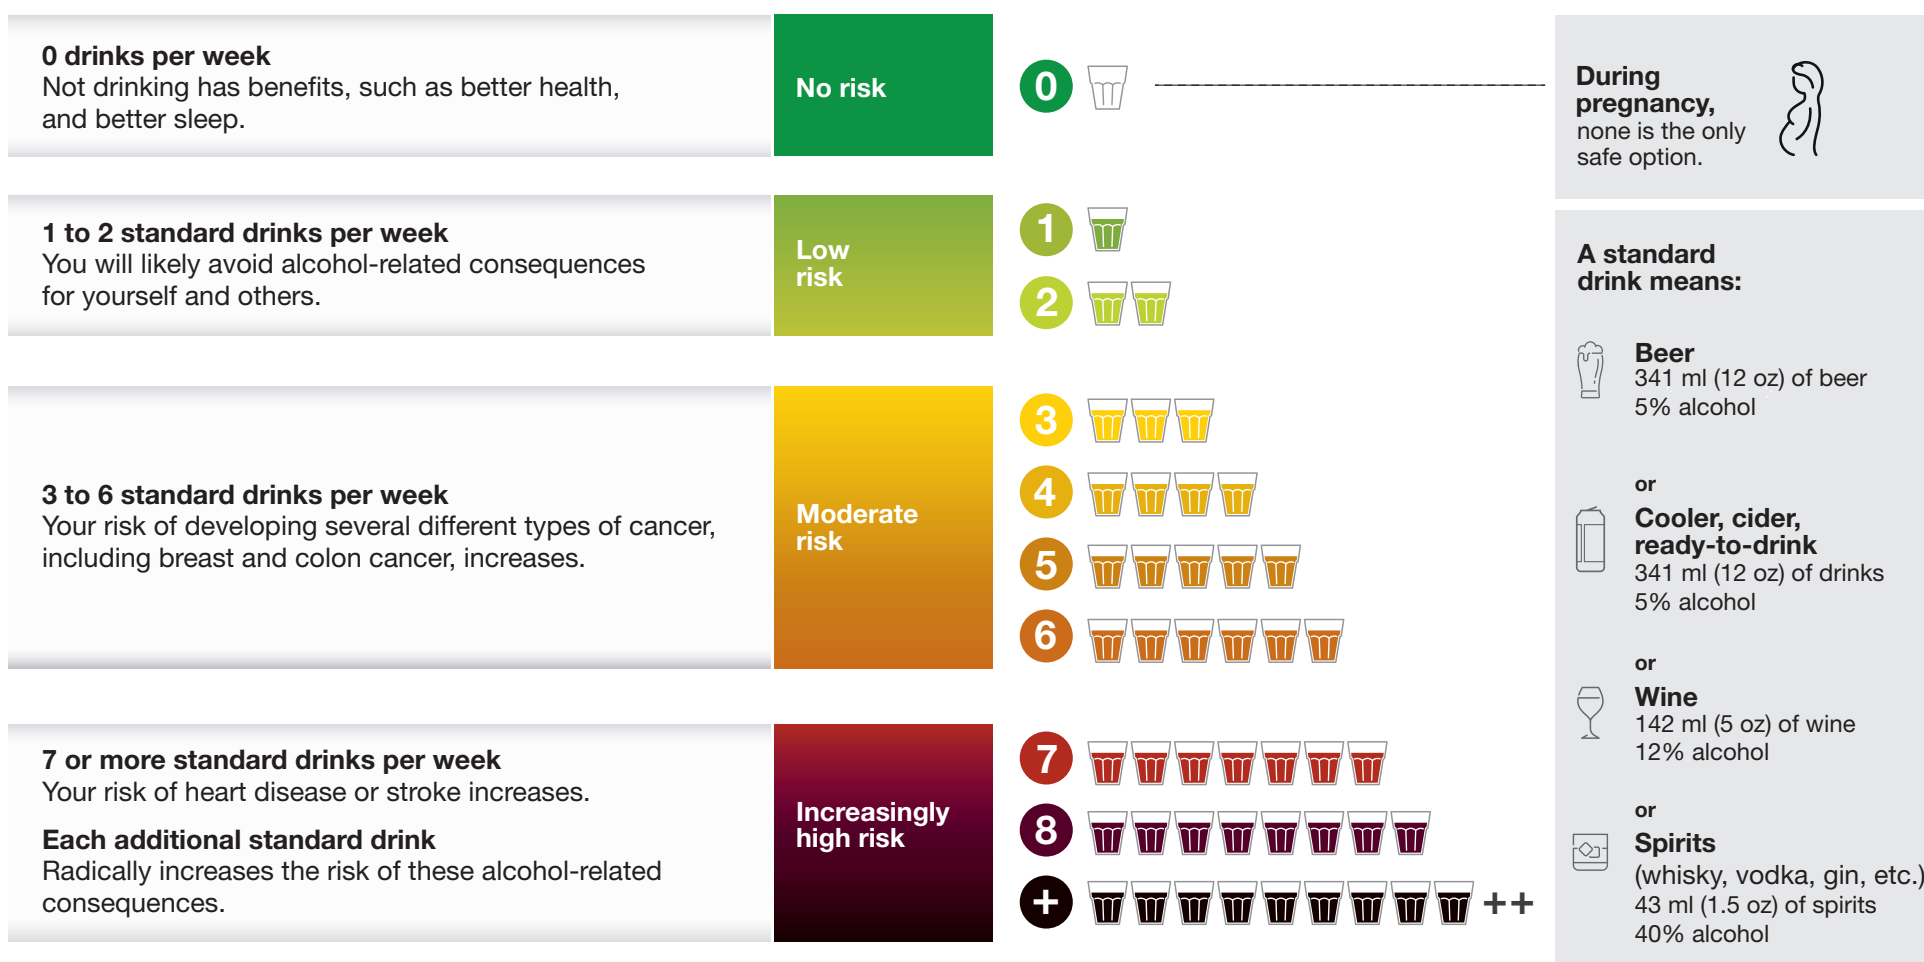 0 drinks per week
Not drinking has benefits, such as better health,
and better sleep.
No risk
0
During
pregnancy,
none is the only
safe option.
1 to 2 standard drinks per week
You will likely avoid alcohol-related consequences
for yourself and others.
Low
risk
1
2
3 to 6 standard drinks per week
Your risk of developing several different types of cancer,
including breast and colon cancer, increases.
Moderate
risk
3
4
5
6
7 or more standard drinks per week
Your risk of heart disease or stroke increases.
Each additional standard drink
Radically increases the risk of these alcohol-related
consequences.
Increasingly
high risk
7
8
+
++
A standard
drink means:
Beer
341 ml (12 oz) of beer
5% alcohol
or
Cooler, cider,
ready-to-drink
341 ml (12 oz) of drinks
5% alcohol
or
Wine
142 ml (5 oz) of wine
12% alcohol
or
Spirits
(whisky, vodka, gin, etc.)
43 ml (1.5 oz) of spirits
40% alcohol